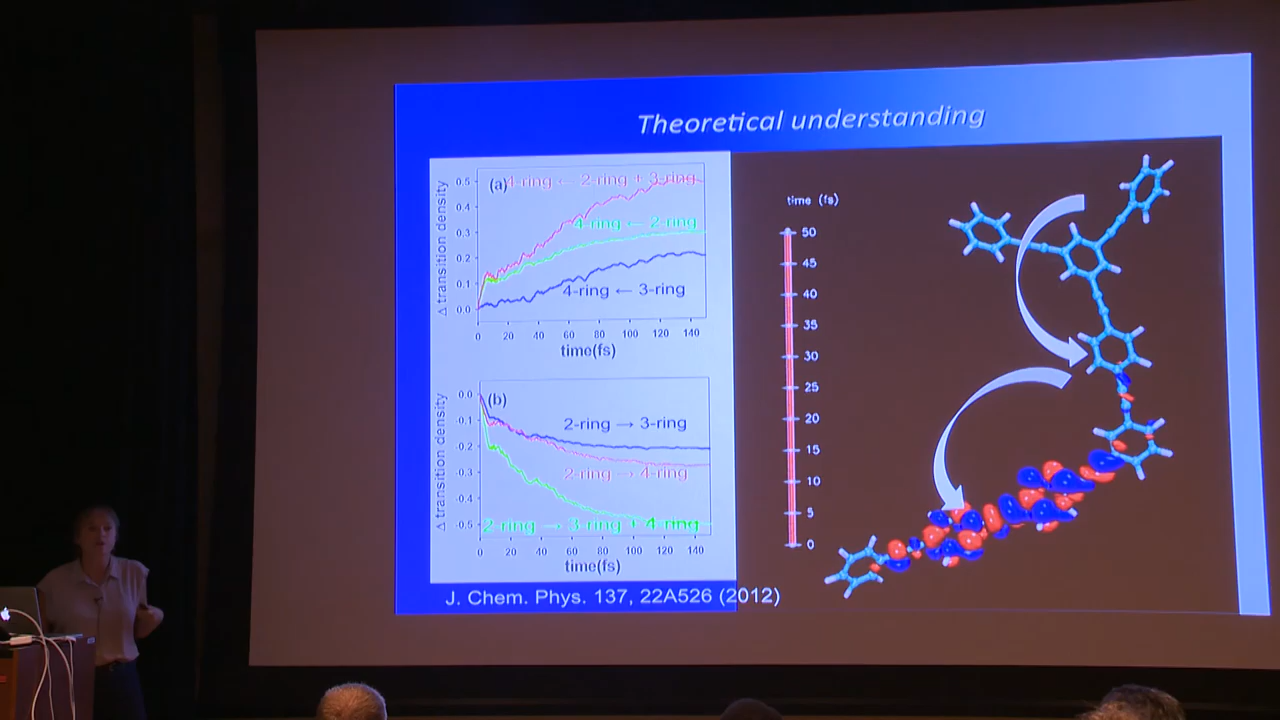 Theoretical understanding
(a)
4-ring ← 2-ring + 3-ring
4-ring ← 2-ring
4-ring ← 3-ring
Δ transition density
0.5
0.4
0.3
0.2
0.1
0.0
0 20 40 60 80 100 120 140
time(fs)
(b)
2-ring → 3-ring
2-ring → 4-ring
2-ring → 3-ring + 4-ring
Δ transition density
0.0
-0.1
-0.2
-0.3
-0.4
-0.5
0 20 40 60 80 100 120 140
time(fs)
J. Chem. Phys. 137, 22A526 (2012)
time (fs)
50
45
40
35
30
25
20
15
10
5
0